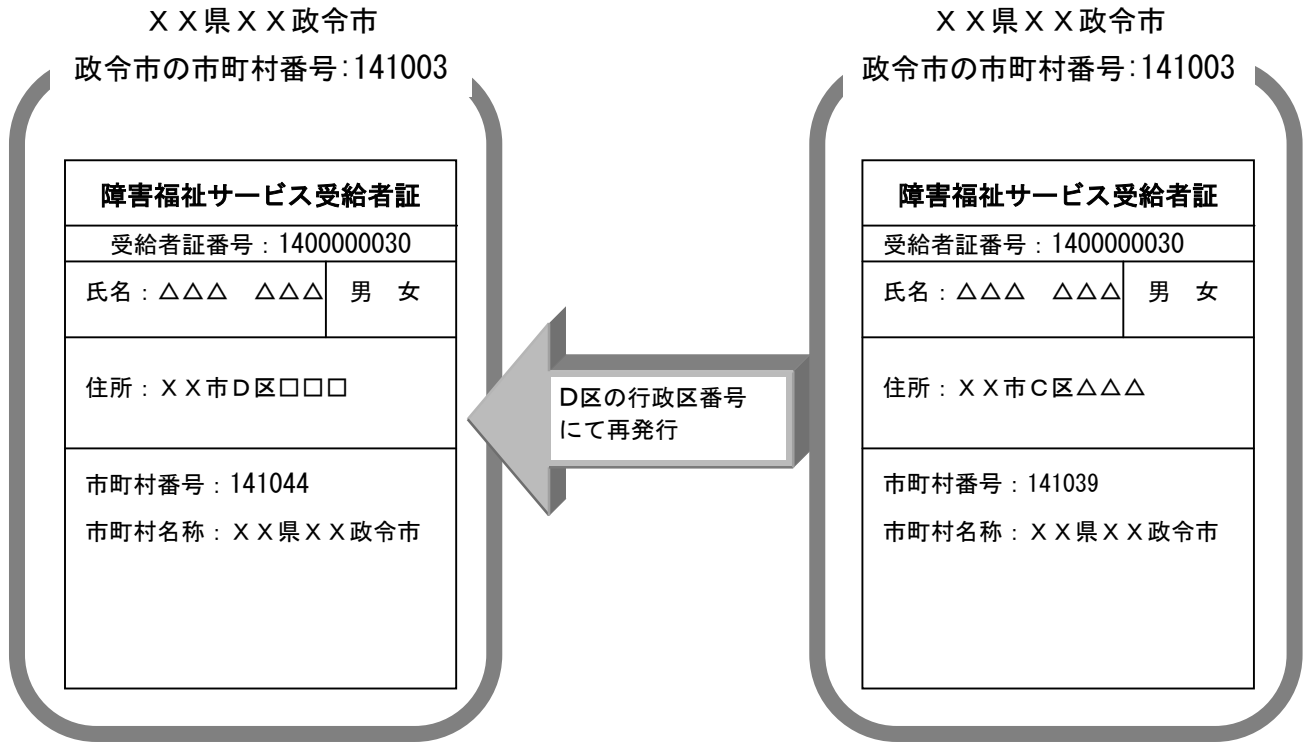 ＸＸ県ＸＸ政令市
政令市の市町村番号：141003
障害福祉サービス受給者証
受給者証番号：1400000030
氏名：△△△　△△△
男　女
住所：ＸＸ市Ｄ区□□□
市町村番号：141044
市町村名称：ＸＸ県ＸＸ政令市
Ｄ区の行政区番号
にて再発行
ＸＸ県ＸＸ政令市
政令市の市町村番号：141003
障害福祉サービス受給者証
受給者証番号：1400000030
氏名：△△△　△△△
男　女
住所：ＸＸ市Ｃ区△△△
市町村番号：141039
市町村名称：ＸＸ県ＸＸ政令市